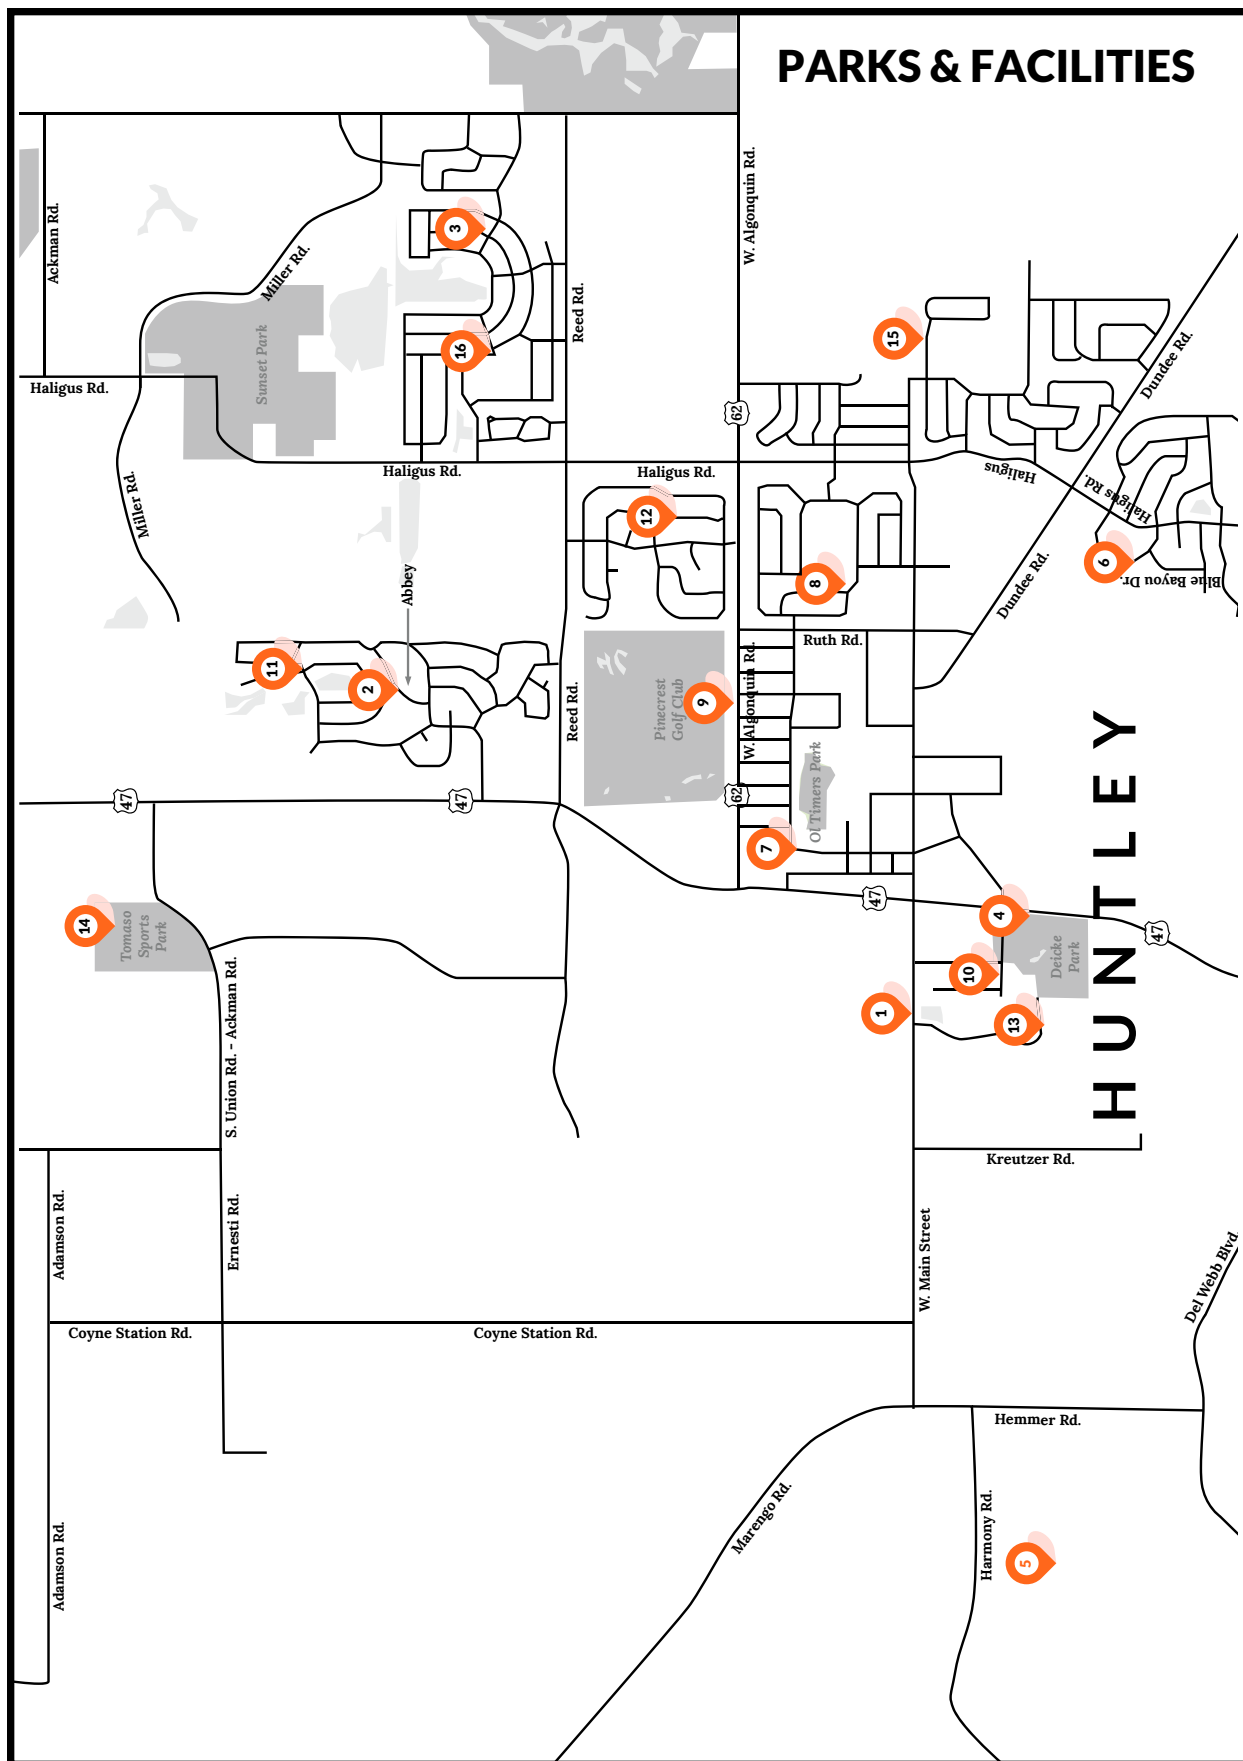 PARKS & FACILITIES
W. Algonquin Rd.
Ackman Rd.
3
Miller Rd.
Reed Rd.
15
16
Sunset Park
Dundee Rd.
Haligus Rd.
62
Haligus Rd.
Haligus Rd.
Haligus
Haligus Rd.
Miller Rd.
12
6
Blue Bayou Dr.
Abbey
8
Dundee Rd.
Ruth Rd.
11
2
9
Pinecrest
Golf Club
W. Algonquin Rd.
Reed Rd.
Ol Timers Park
62
47
47
7
HUNTLEY
47
4
14
Tomaso
Sports
Park
47
Deicke
Park
10
1
13
S. Union Rd. - Ackman Rd.
Kreutzer Rd.
Adamson Rd.
Ernesti Rd.
W. Main Street
Del Webb Blvd.
Coyne Station Rd.
Coyne Station Rd.
Hemmer Rd.
Marengo Rd.
Harmony Rd.
5
Adamson Rd.